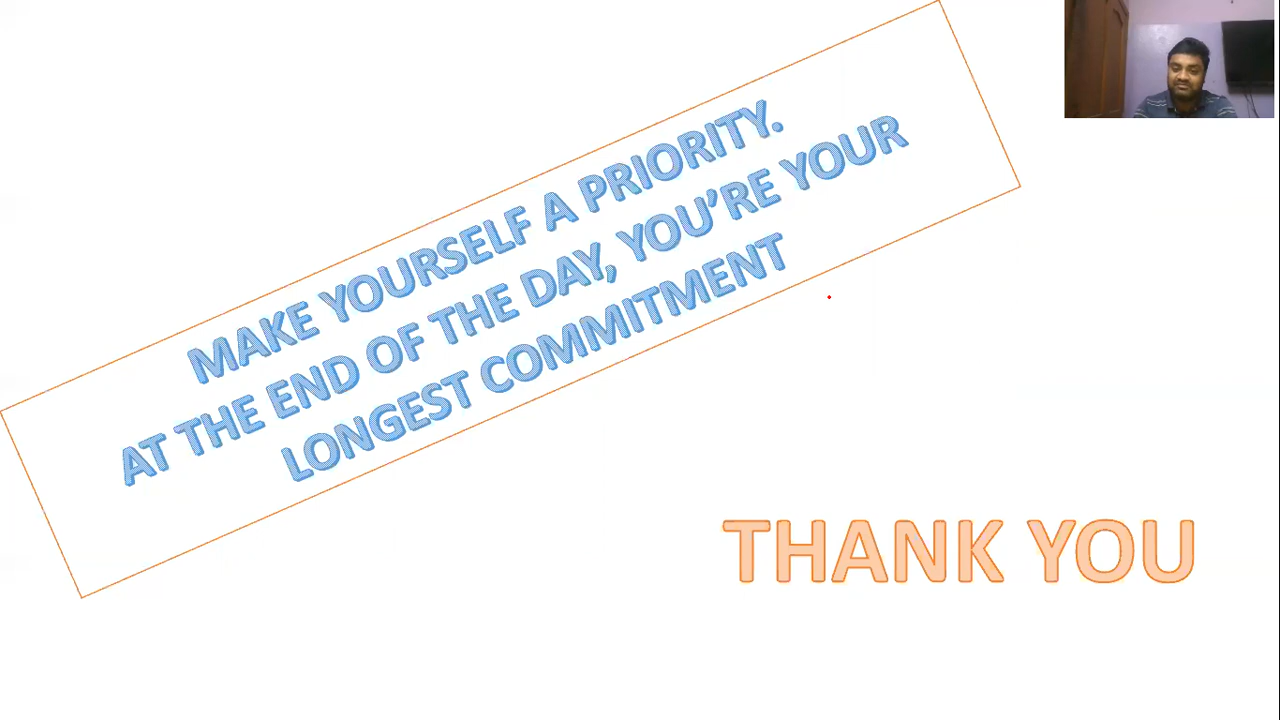 MAKE YOURSELF A PRIORITY.
AT THE END OF THE DAY, YOU’RE YOUR
LONGEST COMMITMENT
THANK YOU